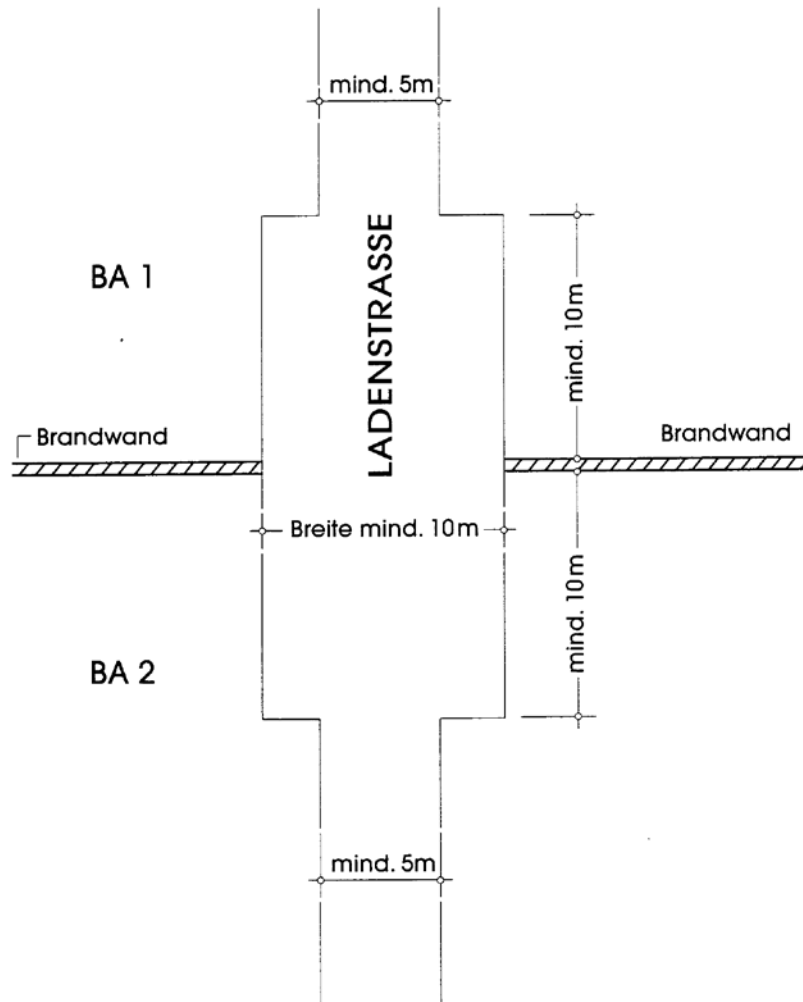 mind. 5m
BA 1
LADENSTRASSE
mind. 10m
Brandwand
Brandwand
Breite mind. 10m
mind. 10m
BA 2
mind. 5m